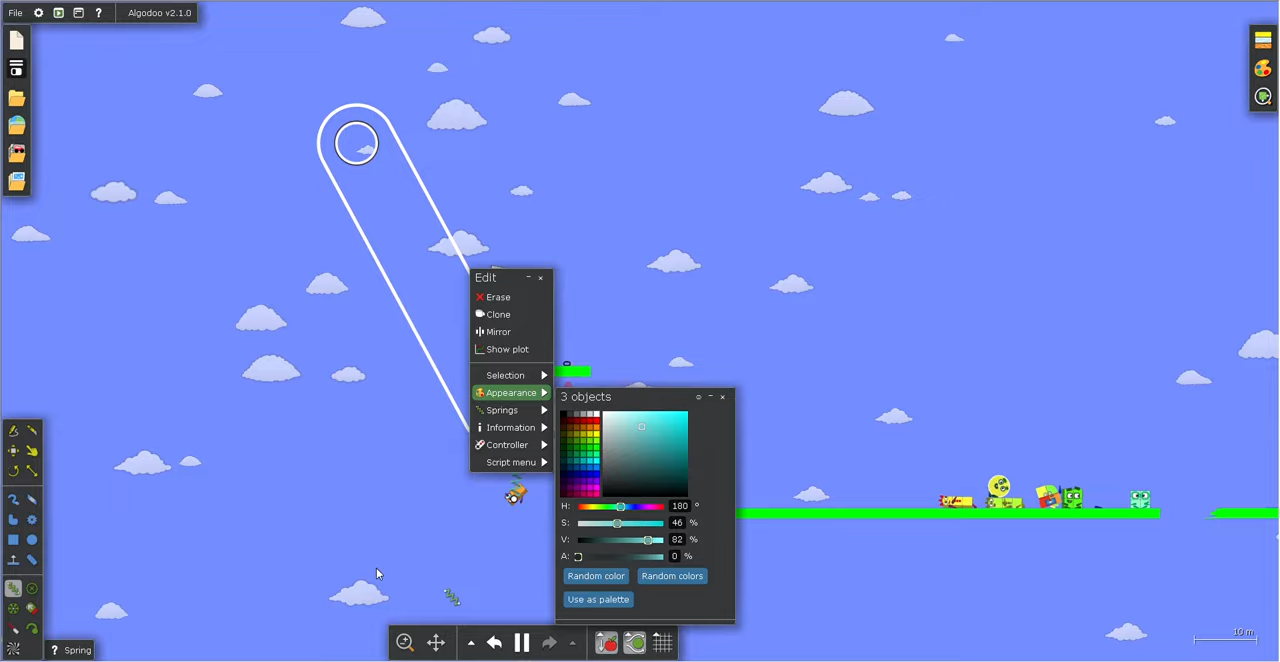 File ? Algodoo v2.1.0
Edit
Erase
Clone
Mirror
Show plot
Selection
Appearance
Springs
Information
Controller
Script menu
3 objects
H: 180 °
S: 46 %
V: 82 %
A: 0 %
Random color Random colors
Use as palette
? Spring
10 m